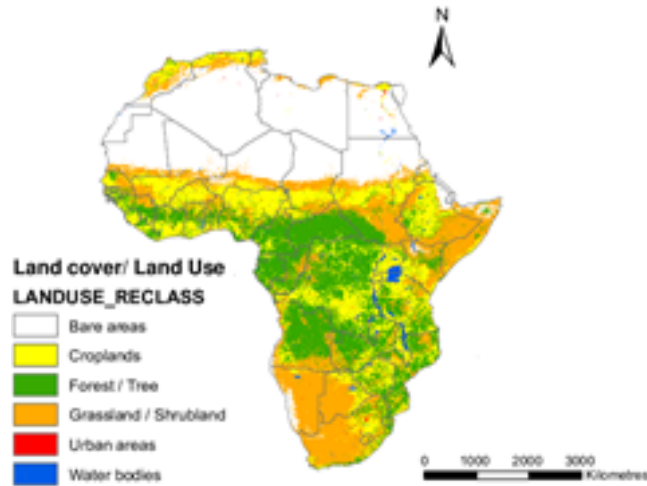 N
Land cover/ Land Use
LANDUSE_RECLASS
Bare areas
Croplands
Forest / Tree
Grassland / Shrubland
Urban areas
Water bodies
0 1000 2000 3000
Kilometres